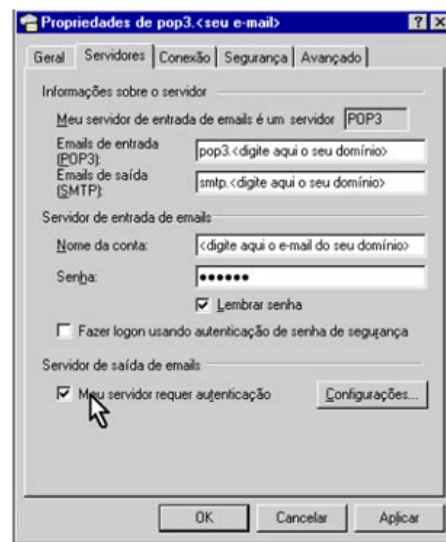 Propriedades de pop3.<seu e-mail>
Geral Servidores Conexão Segurança Avançado
Informações sobre o servidor
Meu servidor de entrada de emails é um servidor POP3
Emails de entrada
(POP3): pop3.<digite aqui o seu domínio>
Emails de saída
(SMTP): smtp.<digite aqui o seu domínio>
Servidor de entrada de emails
Nome da conta: <digite aqui o e-mail do seu domínio>
Senha: ●●●●●●
Lembrar senha
Fazer logon usando autenticação de senha de segurança
Servidor de saída de emails
Meu servidor requer autenticação Configurações...
OK Cancelar Aplicar